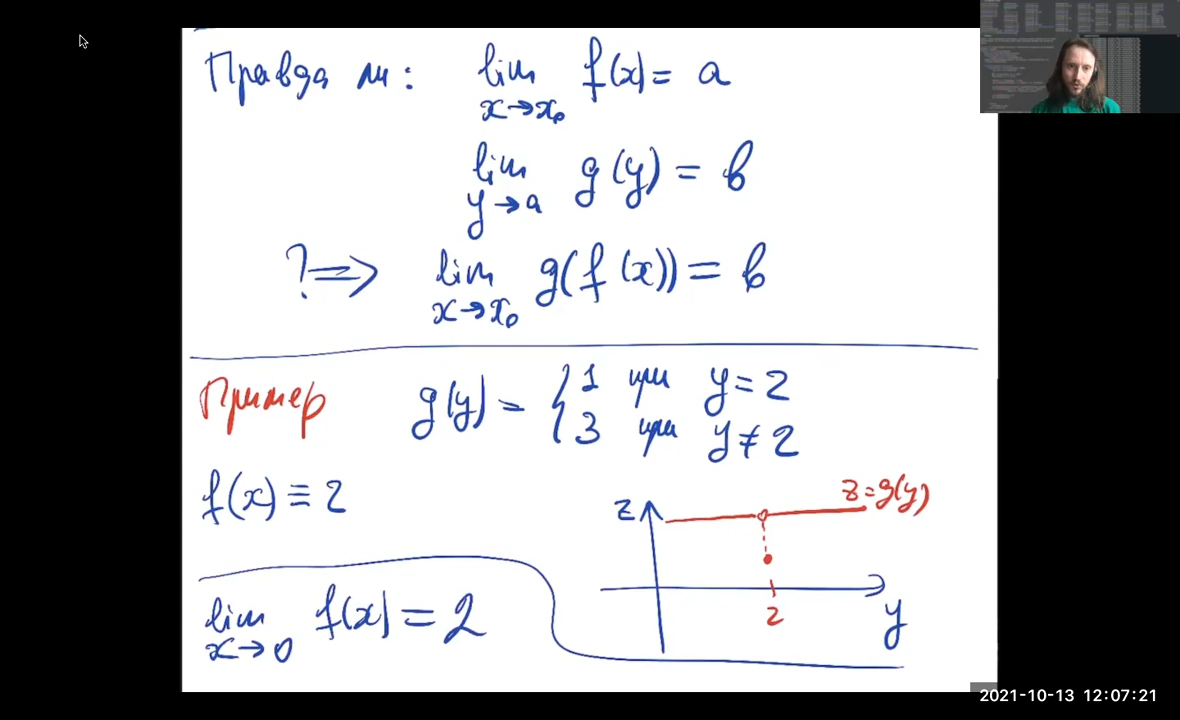 Правда ли: lim f(x) = a
x→x₀
lim g(y) = b
y→a
?⟹ lim g(f(x)) = b
x→x₀
Пример g(y) = { 1 при y = 2
3 при y ≠ 2
f(x) ≡ 2
z z=g(y)
2
y
lim f(x) = 2
x→0
2021-10-13 12:07:21